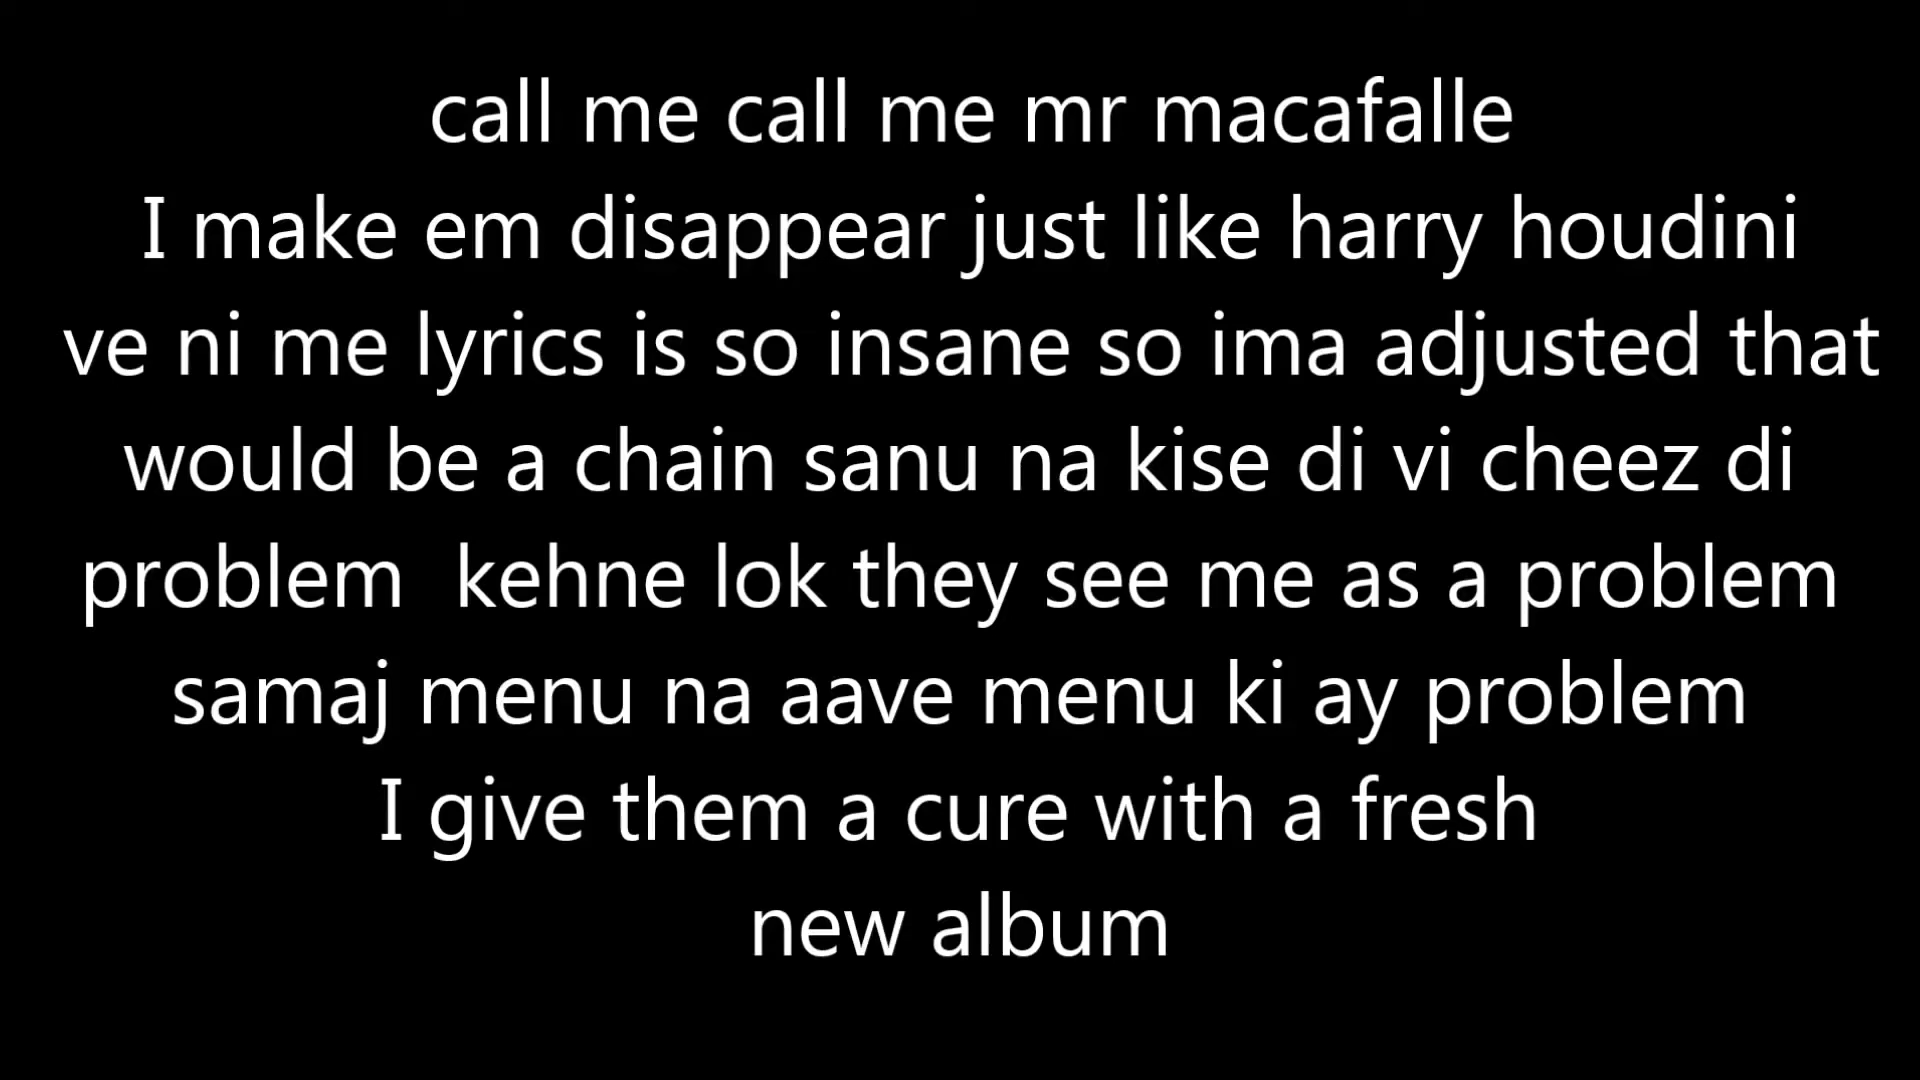 call me call me mr macafalle
I make em disappear just like harry houdini
ve ni me lyrics is so insane so ima adjusted that
would be a chain sanu na kise di vi cheez di
problem  kehne lok they see me as a problem
samaj menu na aave menu ki ay problem
I give them a cure with a fresh
new album